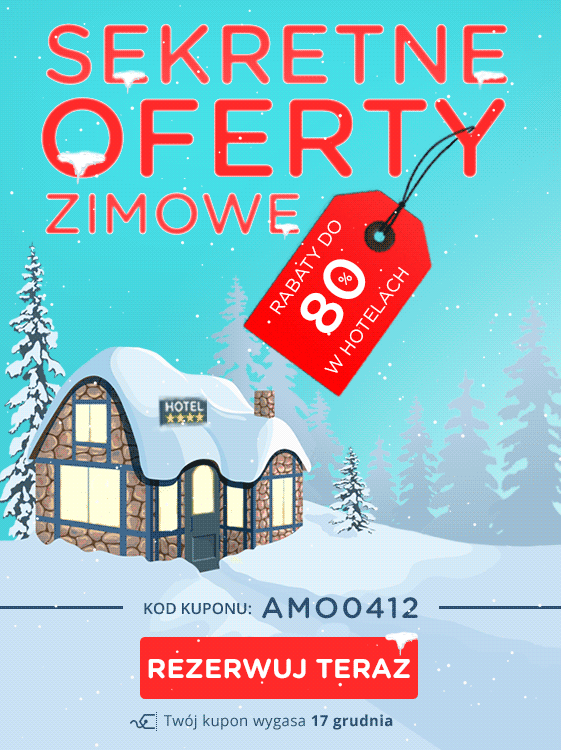 SEKRETNE
OFERTY
ZIMOWE
RABATY DO
80%
W HOTELACH
HOTEL
KOD KUPONU: AMO0412
REZERWUJ TERAZ
Twój kupon wygasa 17 grudnia